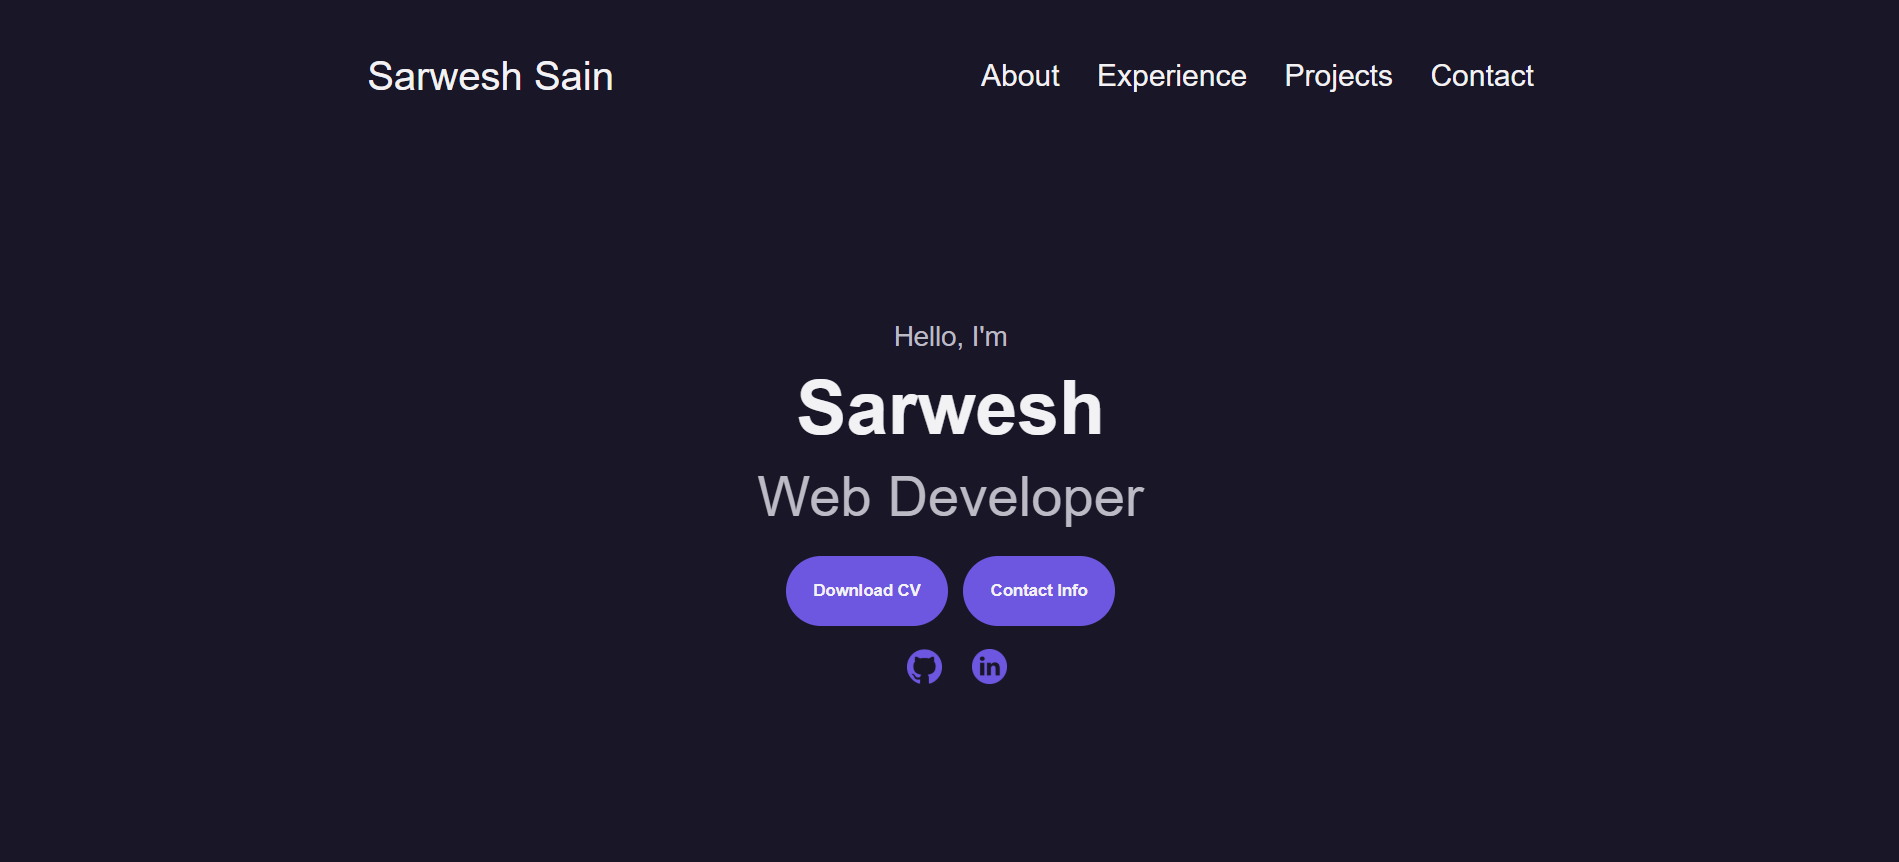 Sarwesh Sain
About Experience Projects Contact
Hello, I'm
Sarwesh
Web Developer
Download CV
Contact Info
in